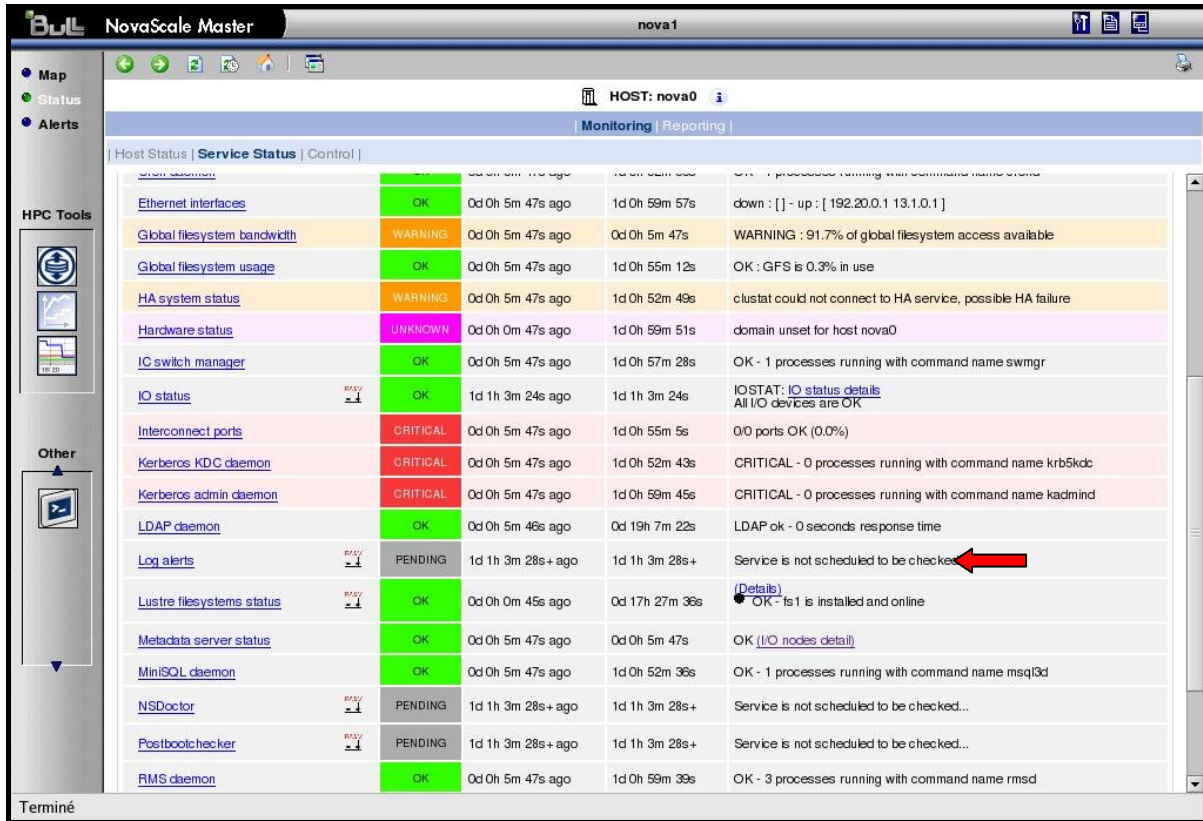 Bull NovaScale Master nova1
Map
Status
Alerts
HOST: nova0 i
| Monitoring | Reporting |
| Host Status | Service Status | Control |
HPC Tools
18/20
Other
Ethernet interfaces OK 0d 0h 5m 47s ago 1d 0h 59m 57s down : [ ] - up : [ 192.20.0.1 13.1.0.1 ]
Global filesystem bandwidth WARNING 0d 0h 5m 47s ago 0d 0h 5m 47s WARNING : 91.7% of global filesystem access available
Global filesystem usage OK 0d 0h 5m 47s ago 1d 0h 55m 12s OK : GFS is 0.3% in use
HA system status WARNING 0d 0h 5m 47s ago 1d 0h 52m 49s clustat could not connect to HA service, possible HA failure
Hardware status UNKNOWN 0d 0h 0m 47s ago 1d 0h 59m 51s domain unset for host nova0
IC switch manager OK 0d 0h 5m 47s ago 1d 0h 57m 28s OK - 1 processes running with command name swmgr
IO status PASV OK 1d 1h 3m 24s ago 1d 1h 3m 24s IOSTAT: IO status details
All I/O devices are OK
Interconnect ports CRITICAL 0d 0h 5m 47s ago 1d 0h 55m 5s 0/0 ports OK (0.0%)
Kerberos KDC daemon CRITICAL 0d 0h 5m 47s ago 1d 0h 52m 43s CRITICAL - 0 processes running with command name krb5kdc
Kerberos admin daemon CRITICAL 0d 0h 5m 47s ago 1d 0h 59m 45s CRITICAL - 0 processes running with command name kadmind
LDAP daemon OK 0d 0h 5m 46s ago 0d 19h 7m 22s LDAP ok - 0 seconds response time
Log alerts PASV PENDING 1d 1h 3m 28s+ ago 1d 1h 3m 28s+ Service is not scheduled to be checked
(Details)
Lustre filesystems status PASV OK 0d 0h 0m 45s ago 0d 17h 27m 36s OK - fs1 is installed and online
Metadata server status OK 0d 0h 5m 47s ago 0d 0h 5m 47s OK (I/O nodes detail)
MiniSQL daemon OK 0d 0h 5m 47s ago 1d 0h 52m 36s OK - 1 processes running with command name msql3d
NSDoctor PASV PENDING 1d 1h 3m 28s+ ago 1d 1h 3m 28s+ Service is not scheduled to be checked...
Postbootchecker PASV PENDING 1d 1h 3m 28s+ ago 1d 1h 3m 28s+ Service is not scheduled to be checked...
RMS daemon OK 0d 0h 5m 47s ago 1d 0h 59m 39s OK - 3 processes running with command name rmsd
Terminé